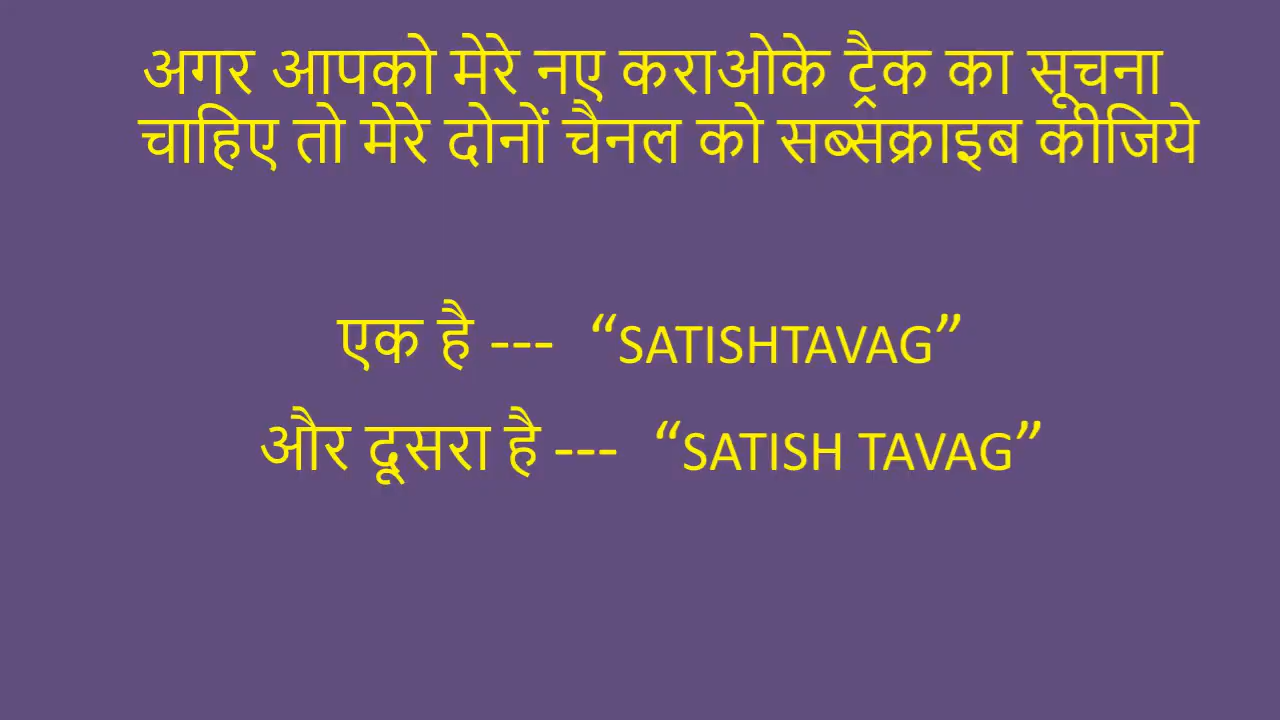 अगर आपको मेरे नए कराओके ट्रैक का सूचना
चाहिए तो मेरे दोनों चैनल को सब्सक्राइब कीजिये
एक है --- “SATISHTAVAG”
और दूसरा है --- “SATISH TAVAG”